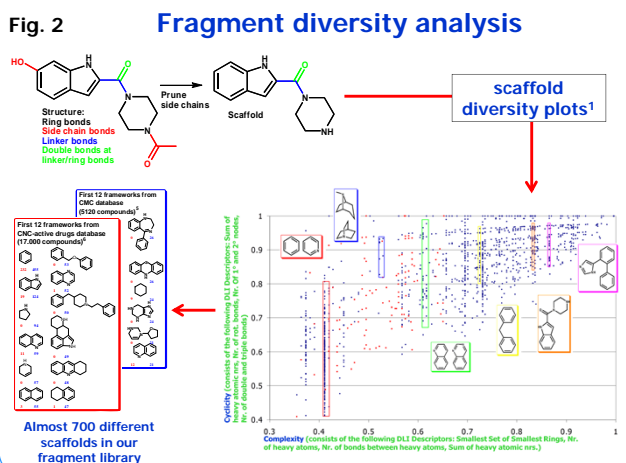 Fig. 2
Fragment diversity analysis
HO
H
N
O
N
N
O
Prune
side chains
H
N
O
N
NH
Scaffold
Structure:
Ring bonds
Side chain bonds
Linker bonds
Double bonds at
linker/ring bonds
scaffold
diversity plots1
First 12 frameworks from
CMC database
(5120 compounds)5
First 12 frameworks from
CNC-active drugs database
(17.000 compounds)6
Almost 700 different
scaffolds in our
fragment library
Cyclicity (consists of the following DLI Descriptors: Sum of
heavy atomic nrs, Nr. of rot. bonds, Nr. Of 1° and 2° nodes,
Nr. of double and triple bonds)
1
0.9
0.8
0.7
0.6
0.5
0.4
0.3
0.4
0.5
0.6
0.7
0.8
0.9
1
Complexity (consists of the following DLI Descriptors: Smallest Set of Smallest Rings, Nr.
of heavy atoms, Nr. of bonds between heavy atoms, Sum of heavy atomic nrs.)